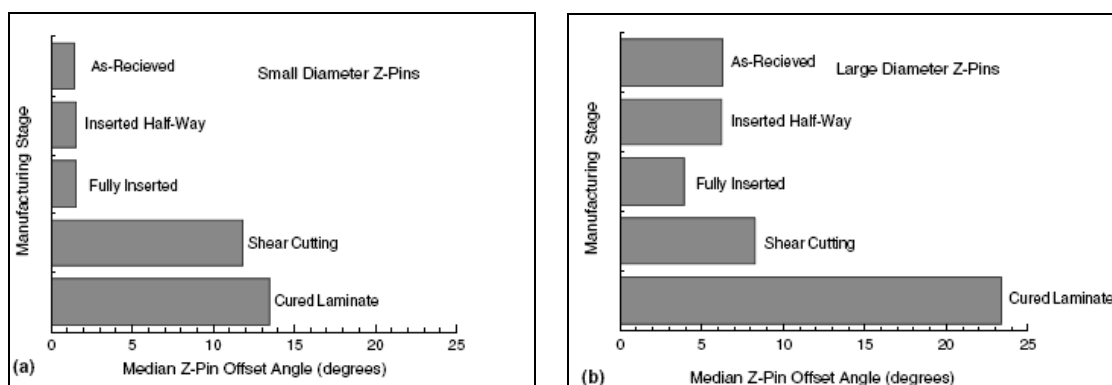 As-Recieved
Small Diameter Z-Pins
Inserted Half-Way
Fully Inserted
Shear Cutting
Cured Laminate
Manufacturing Stage
0 5 10 15 20 25
(a) Median Z-Pin Offset Angle (degrees)
As-Recieved
Large Diameter Z-Pins
Inserted Half-Way
Fully Inserted
Shear Cutting
Cured Laminate
Manufacturing Stage
0 5 10 15 20 25
(b) Median Z-Pin Offset Angle (degrees)